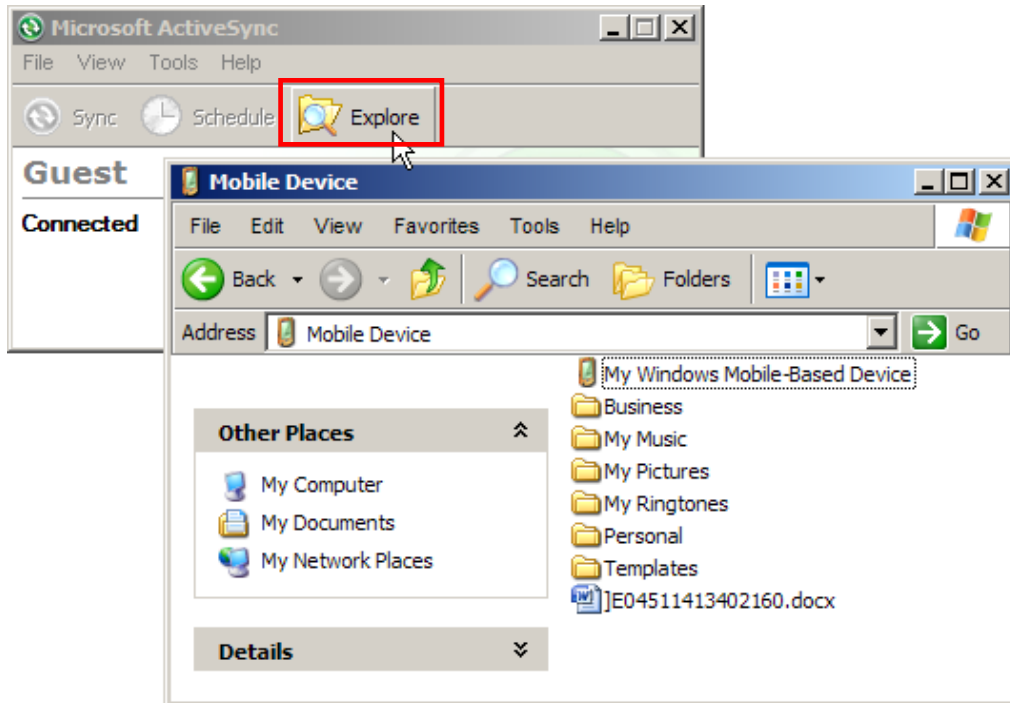 Microsoft ActiveSync
File View Tools Help
Sync Schedule Explore
Guest
Connected
Mobile Device
File Edit View Favorites Tools Help
Back Search Folders
Address Mobile Device Go
Other Places
My Computer
My Documents
My Network Places
Details
My Windows Mobile-Based Device
Business
My Music
My Pictures
My Ringtones
Personal
Templates
]E04511413402160.docx